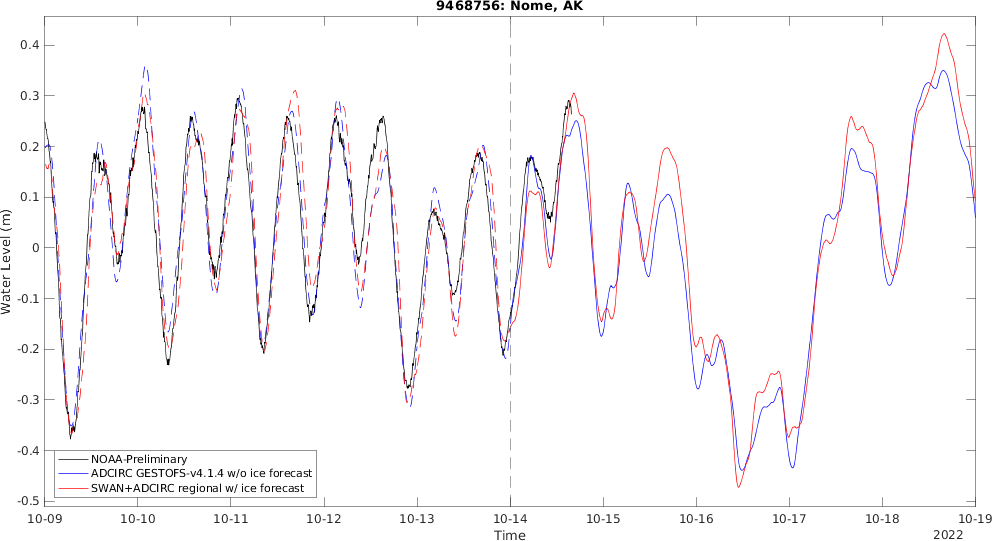 9468756: Nome, AK
Water Level (m)
0.4
0.3
0.2
0.1
0
-0.1
-0.2
-0.3
-0.4
-0.5
NOAA-Preliminary
ADCIRC GESTOFS-v4.1.4 w/o ice forecast
SWAN+ADCIRC regional w/ ice forecast
10-09 10-10 10-11 10-12 10-13 10-14 10-15 10-16 10-17 10-18 10-19
Time
2022